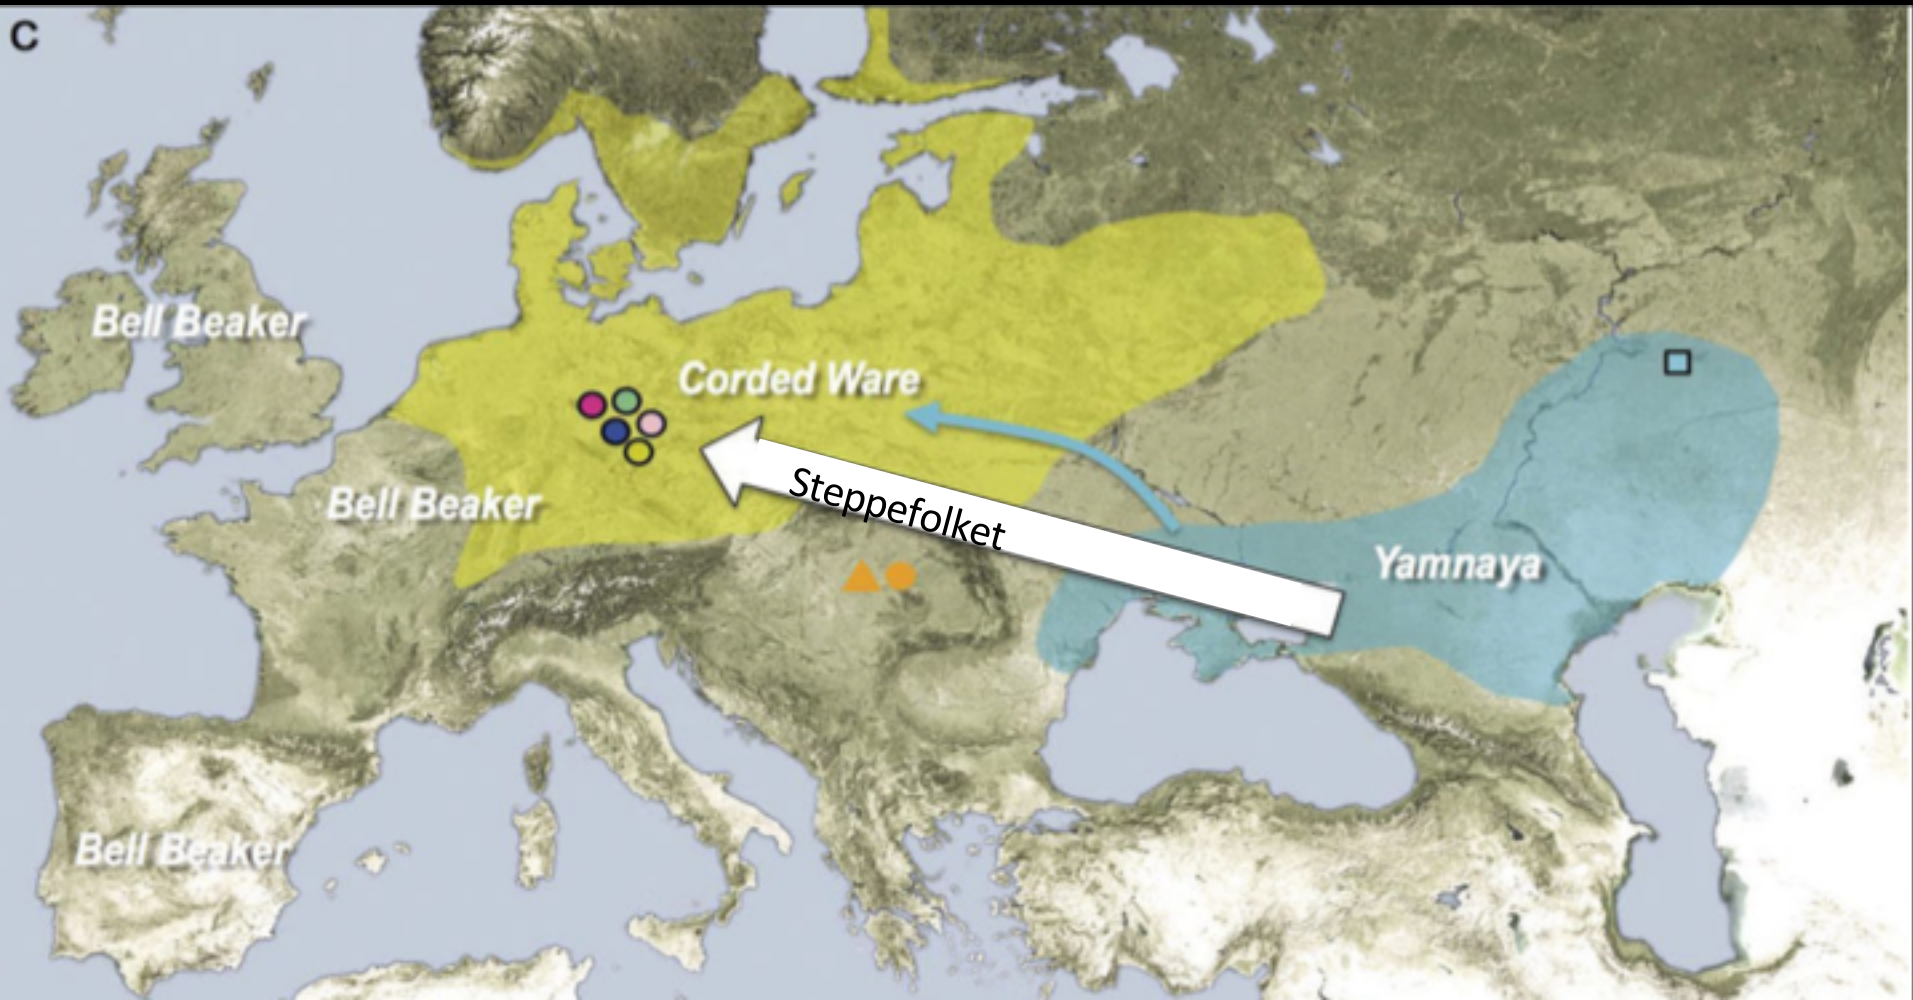 C
Bell Beaker
Corded Ware
Bell Beaker
Steppefolket
Yamnaya
Bell Beaker